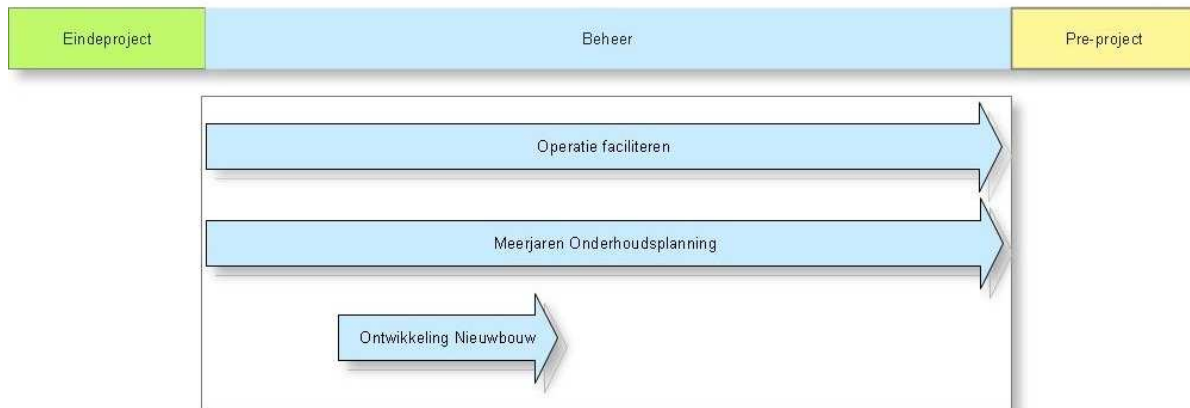 Eindeproject
Beheer
Pre-project
Operatie faciliteren
Meerjaren Onderhoudsplanning
Ontwikkeling Nieuwbouw